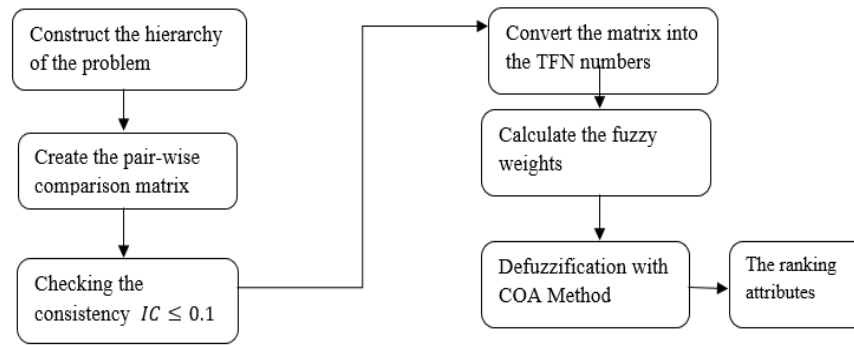 Construct the hierarchy
of the problem
Create the pair-wise
comparison matrix
Checking the
consistency IC ≤ 0.1
Convert the matrix into
the TFN numbers
Calculate the fuzzy
weights
Defuzzification with
COA Method
The ranking
attributes